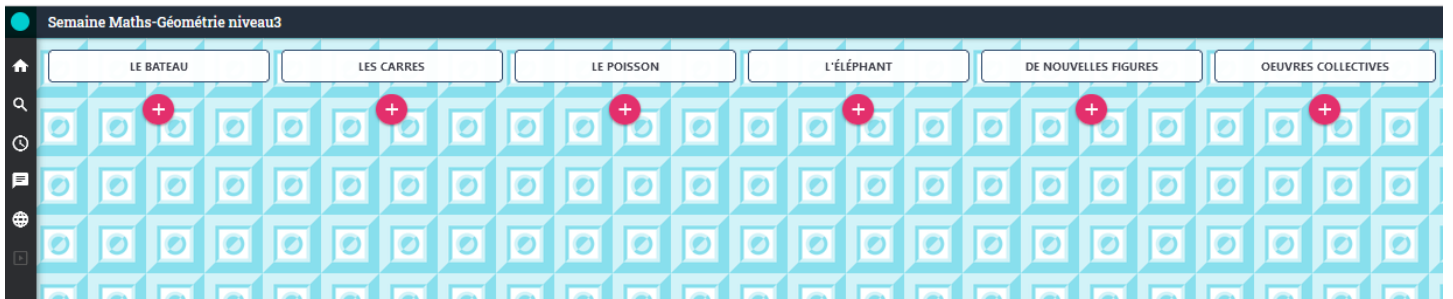 Semaine Maths-Géométrie niveau3
LE BATEAU
LES CARRES
LE POISSON
L'ÉLÉPHANT
DE NOUVELLES FIGURES
OEUVRES COLLECTIVES